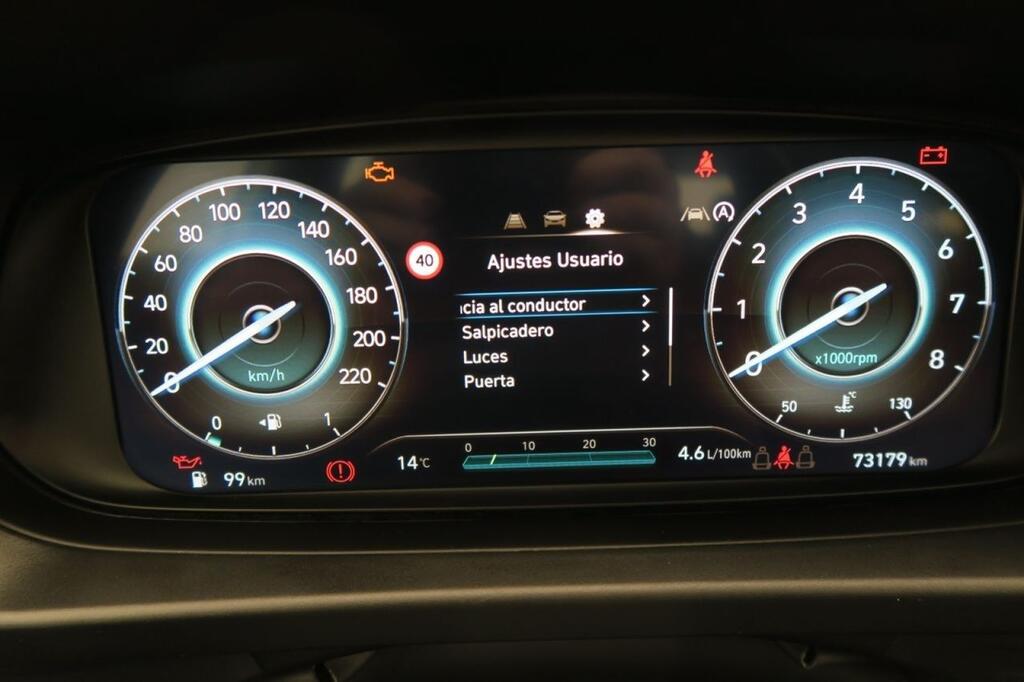 0
20
40
60
80
100
120
140
160
180
200
220
km/h
0
1
99 km
40
Ajustes Usuario
cia al conductor
Salpicadero
Luces
Puerta
14°C
0 10 20 30
4.6 L/100km
A
0
1
2
3
4
5
6
7
8
x1000rpm
50
°C
130
73179 km